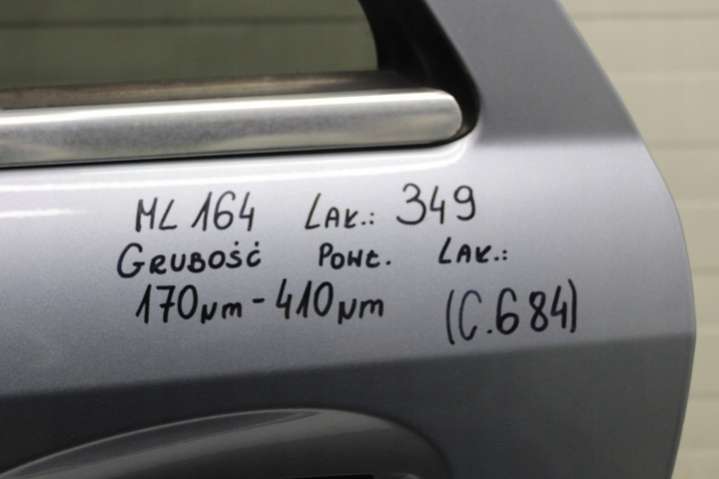 ML 164 LAK.: 349
GRUBOŚĆ POWŁ. LAK.:
170μm - 410μm (C.684)